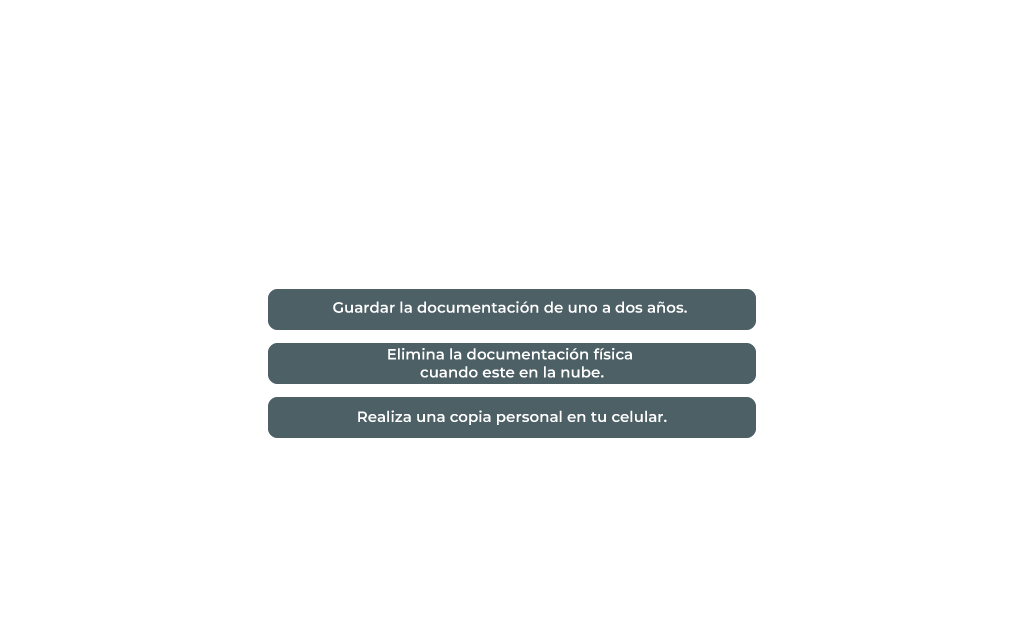 Guardar la documentación de uno a dos años.
Elimina la documentación física
cuando este en la nube.
Realiza una copia personal en tu celular.